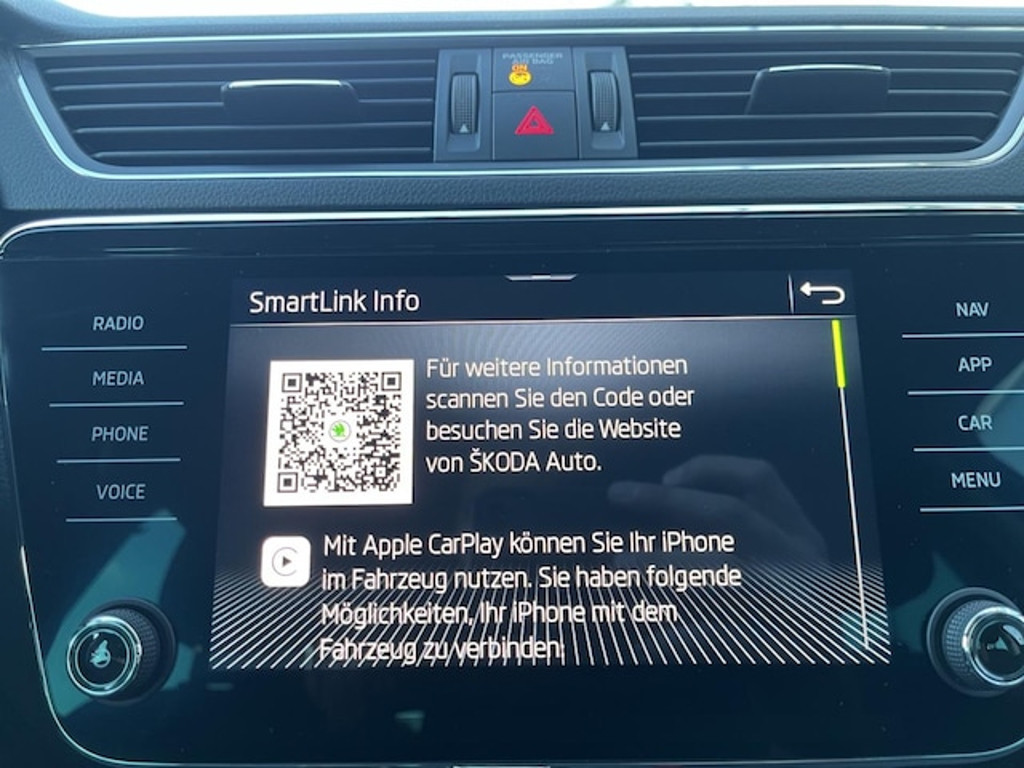 PASSENGER
AIR BAG
ON
SmartLink Info
RADIO
MEDIA
PHONE
VOICE
Für weitere Informationen
scannen Sie den Code oder
besuchen Sie die Website
von ŠKODA Auto.
Mit Apple CarPlay können Sie Ihr iPhone
im Fahrzeug nutzen. Sie haben folgende
Möglichkeiten, Ihr iPhone mit dem
Fahrzeug zu verbinden:
NAV
APP
CAR
MENU